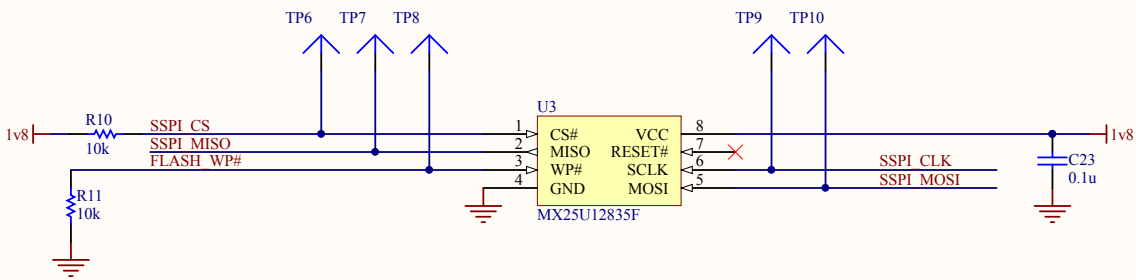 TP6 TP7 TP8 TP9 TP10
U3
R10 SSPI_CS 1 CS# VCC 8
1v8 1v8
10k SSPI_MISO 2 MISO RESET# 7
FLASH_WP# 3 WP# SCLK 6 SSPI_CLK C23
4 GND MOSI 5 SSPI_MOSI 0.1u
R11
10k MX25U12835F